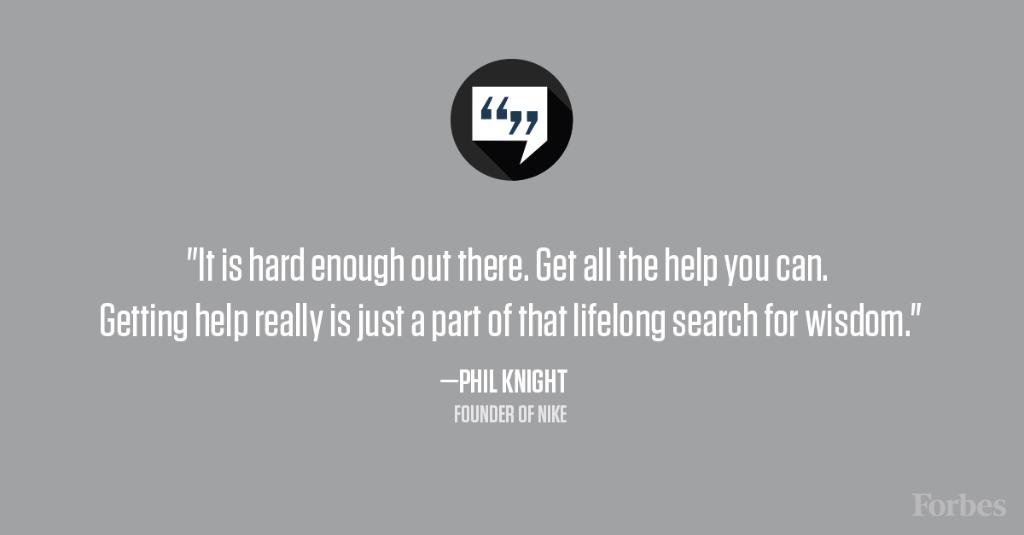 "It is hard enough out there. Get all the help you can.
Getting help really is just a part of that lifelong search for wisdom."
—PHIL KNIGHT
FOUNDER OF NIKE
Forbes